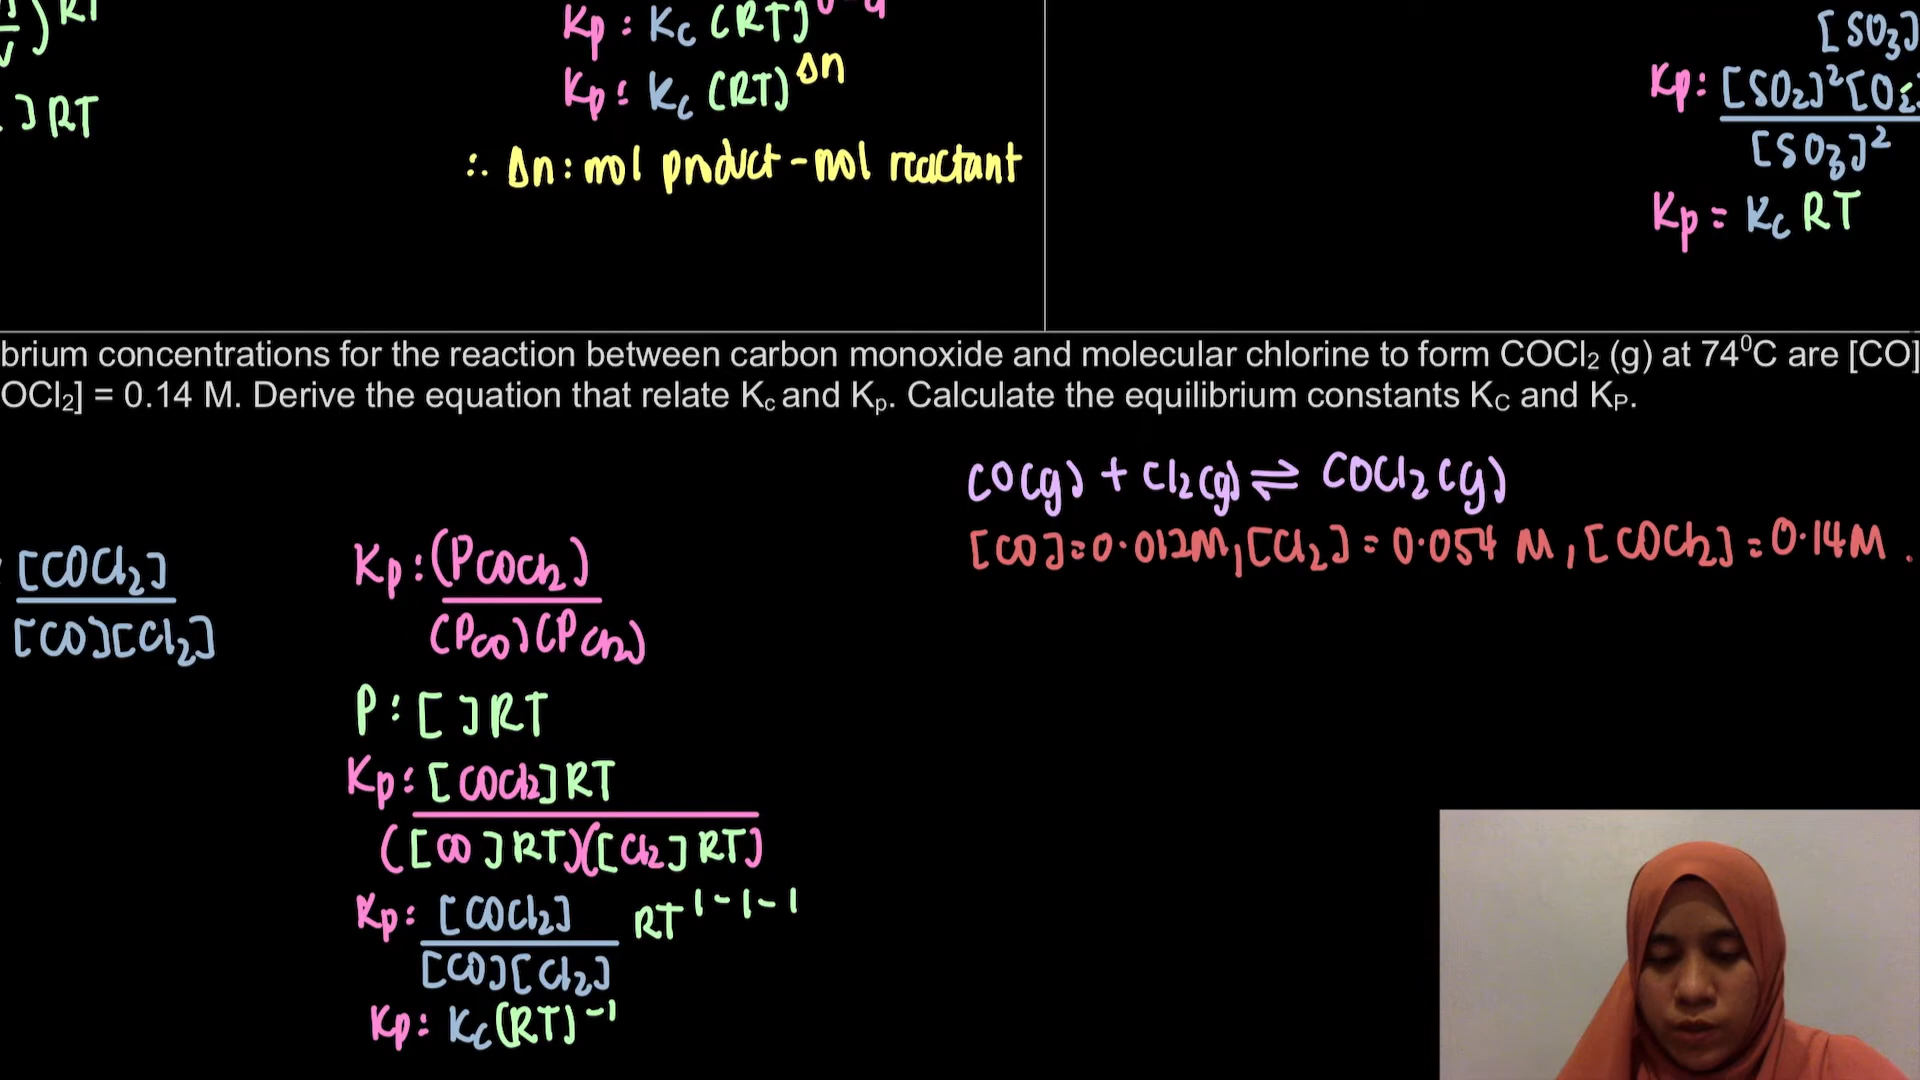 ) RT
] RT
Kp : Kc (RT)
Kp : Kc (RT)^Δn
∴ Δn : mol product - mol reactant
[SO3]
Kp : [SO2]²[O2
[SO3]²
Kp = Kc RT
brium concentrations for the reaction between carbon monoxide and molecular chlorine to form COCl₂ (g) at 74⁰C are [CO]
OCl₂] = 0.14 M. Derive the equation that relate Kc and Kp. Calculate the equilibrium constants KC and KP.
CO(g) + Cl2(g) ⇌ COCl2(g)
[CO] = 0.012M, [Cl2] = 0.054 M, [COCl2] = 0.14M.
[COCl2]
[CO][Cl2]
Kp : (PCOCl2)
(PCO)(PCl2)
P : [ ]RT
Kp : [COCl2]RT
([CO]RT)([Cl2]RT)
Kp : [COCl2] RT^1-1-1
[CO][Cl2]
Kp : Kc(RT)⁻¹